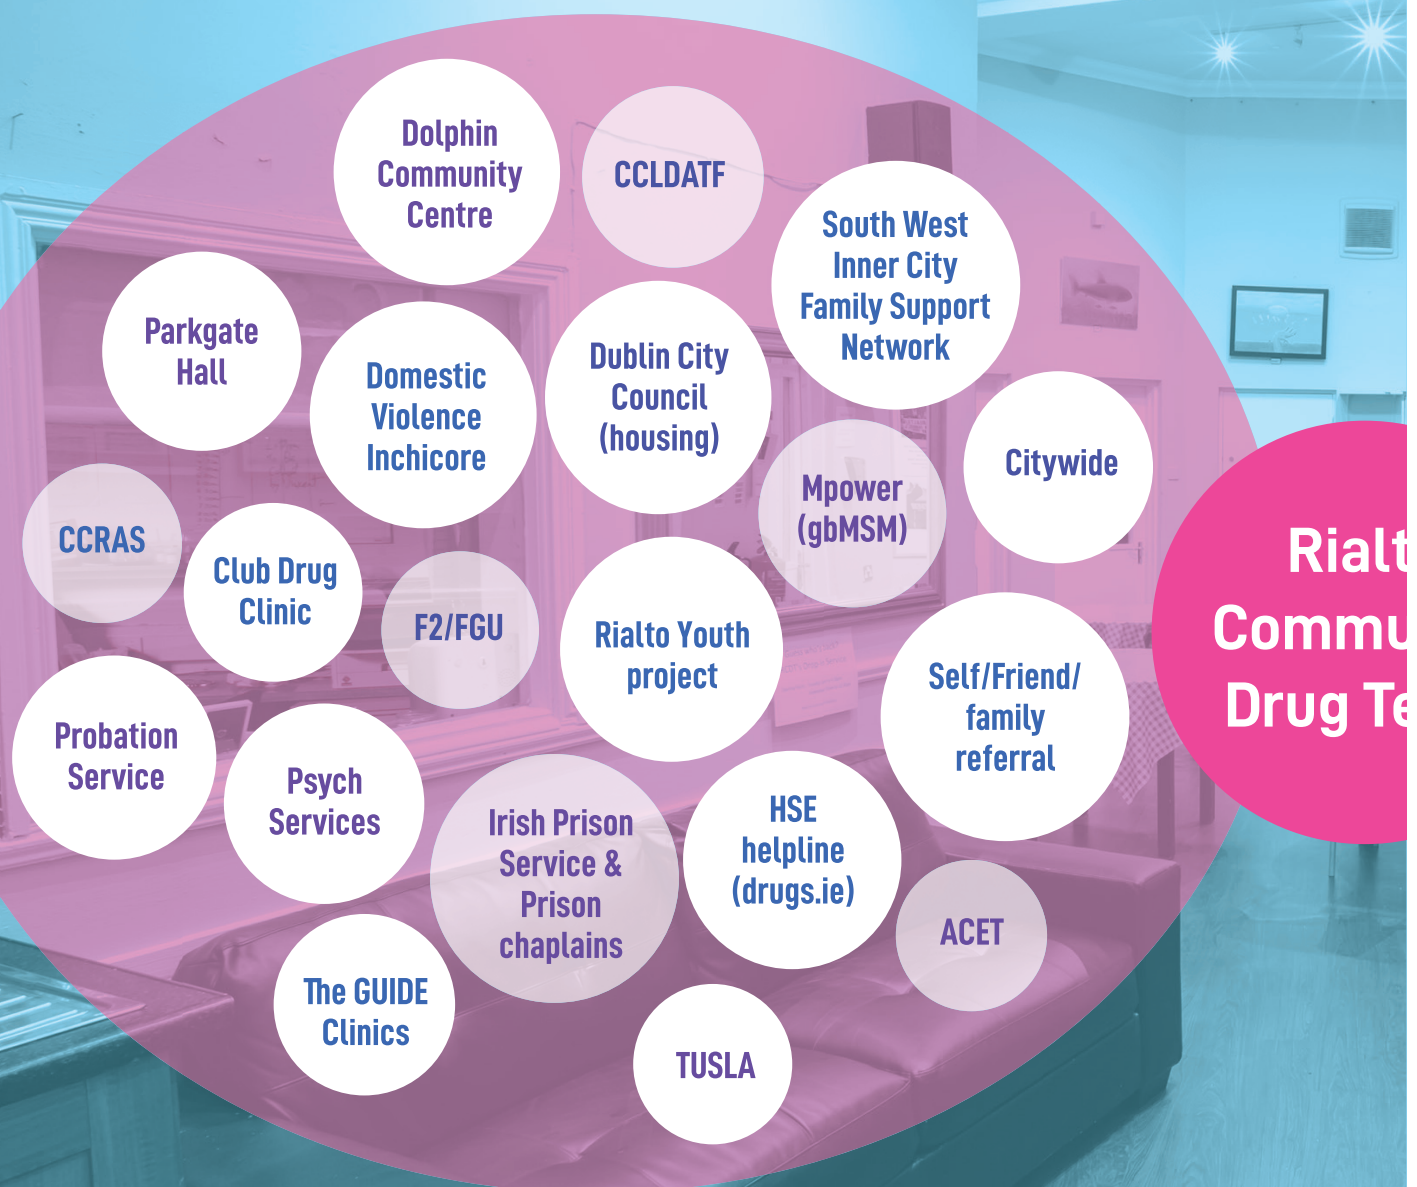 Dolphin
Community
Centre
CCLDATF
South West
Inner City
Family Support
Network
Parkgate
Hall
Domestic
Violence
Inchicore
Dublin City
Council
(housing)
Mpower
(gbMSM)
Citywide
CCRAS
Club Drug
Clinic
F2/FGU
Rialto Youth
project
Self/Friend/
family
referral
Rialt
Commu
Drug Te
Probation
Service
Psych
Services
Irish Prison
Service &
Prison
chaplains
HSE
helpline
(drugs.ie)
ACET
The GUIDE
Clinics
TUSLA